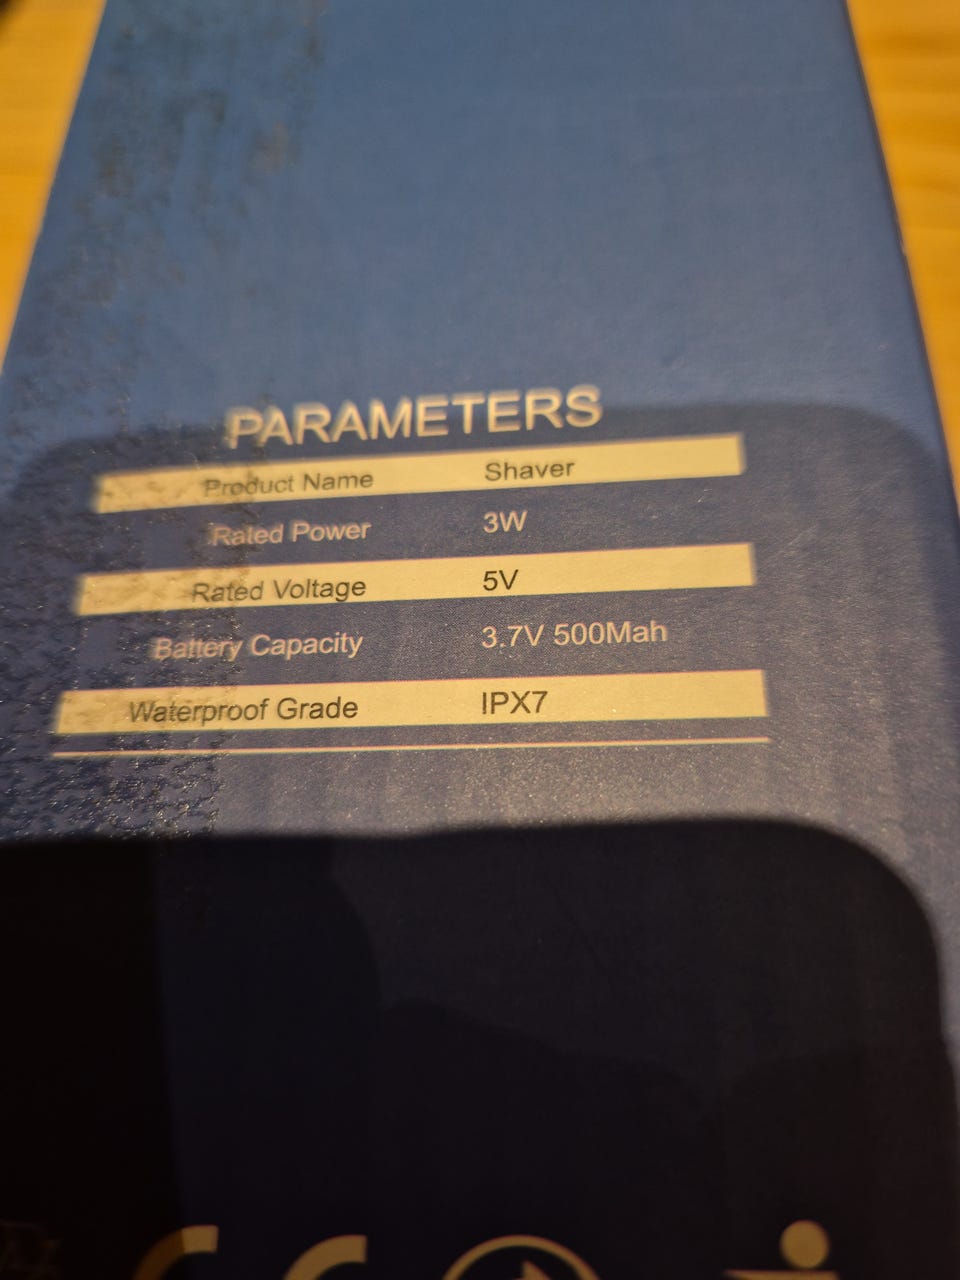 PARAMETERS
Product Name Shaver
Rated Power 3W
Rated Voltage 5V
Battery Capacity 3.7V 500Mah
Waterproof Grade IPX7